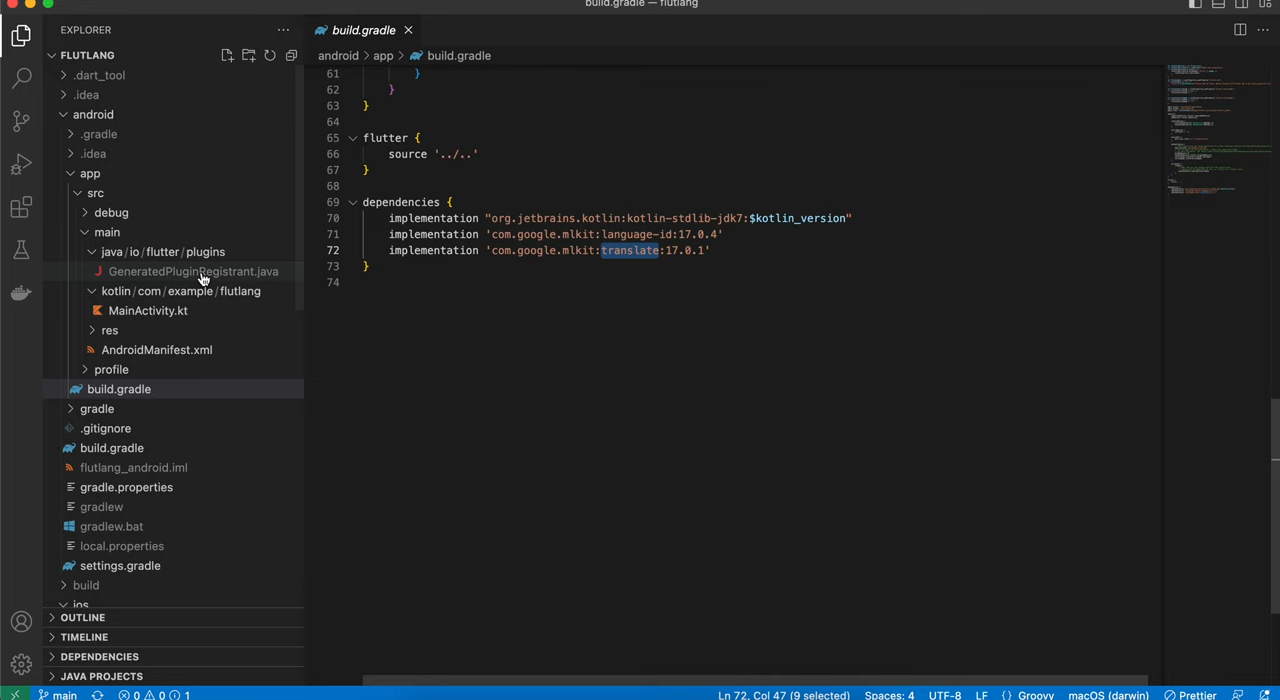 build.gradle — flutlang
EXPLORER
FLUTLANG
.dart_tool
.idea
android
.gradle
.idea
app
src
debug
main
java / io / flutter / plugins
J GeneratedPluginRegistrant.java
kotlin / com / example / flutlang
MainActivity.kt
res
AndroidManifest.xml
profile
build.gradle
gradle
.gitignore
build.gradle
flutlang_android.iml
gradle.properties
gradlew
gradlew.bat
local.properties
settings.gradle
build
ios
OUTLINE
TIMELINE
DEPENDENCIES
JAVA PROJECTS
build.gradle
android > app > build.gradle
61 }
62 }
63 }
64
65 flutter {
66 source '../..'
67 }
68
69 dependencies {
70 implementation "org.jetbrains.kotlin:kotlin-stdlib-jdk7:$kotlin_version"
71 implementation 'com.google.mlkit:language-id:17.0.4'
72 implementation 'com.google.mlkit:translate:17.0.1'
73 }
74
main 0 0 1 Ln 72, Col 47 (9 selected) Spaces: 4 UTF-8 LF { } Groovy macOS (darwin) Prettier